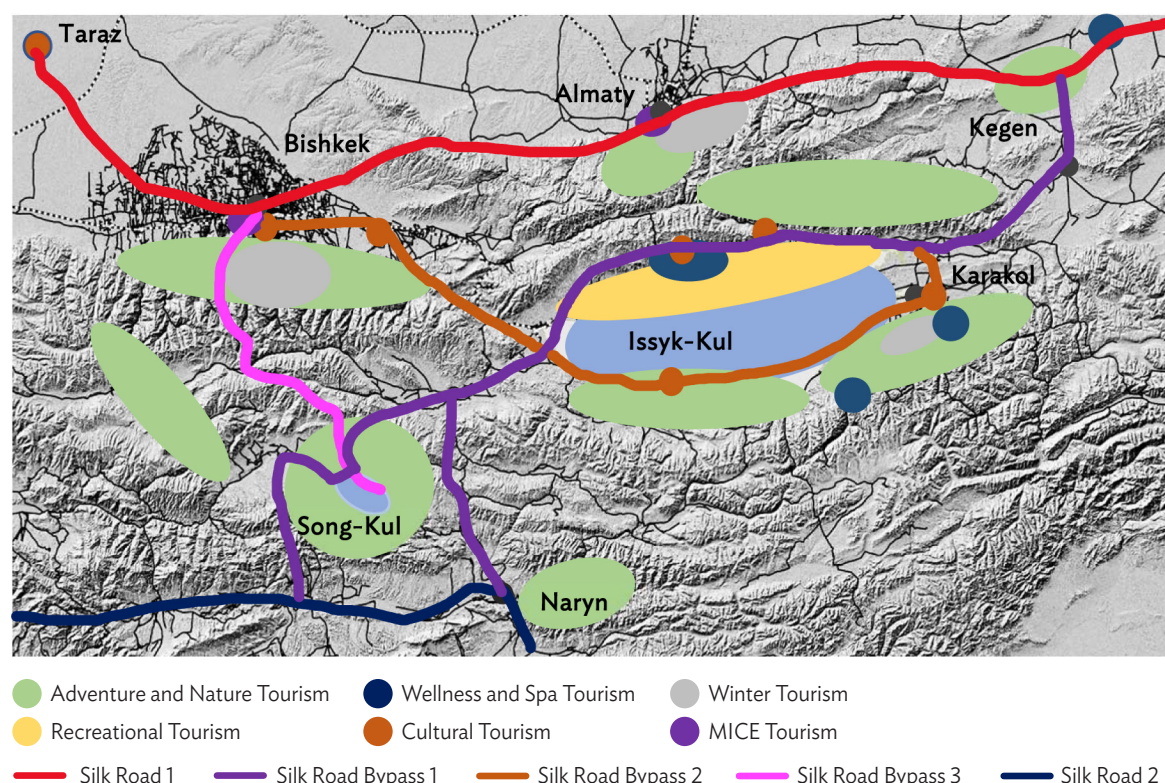 Taraz
Almaty
Bishkek
Kegen
Karakol
Issyk-Kul
Song-Kul
Naryn
Adventure and Nature Tourism
Wellness and Spa Tourism
Winter Tourism
Recreational Tourism
Cultural Tourism
MICE Tourism
Silk Road 1
Silk Road Bypass 1
Silk Road Bypass 2
Silk Road Bypass 3
Silk Road 2